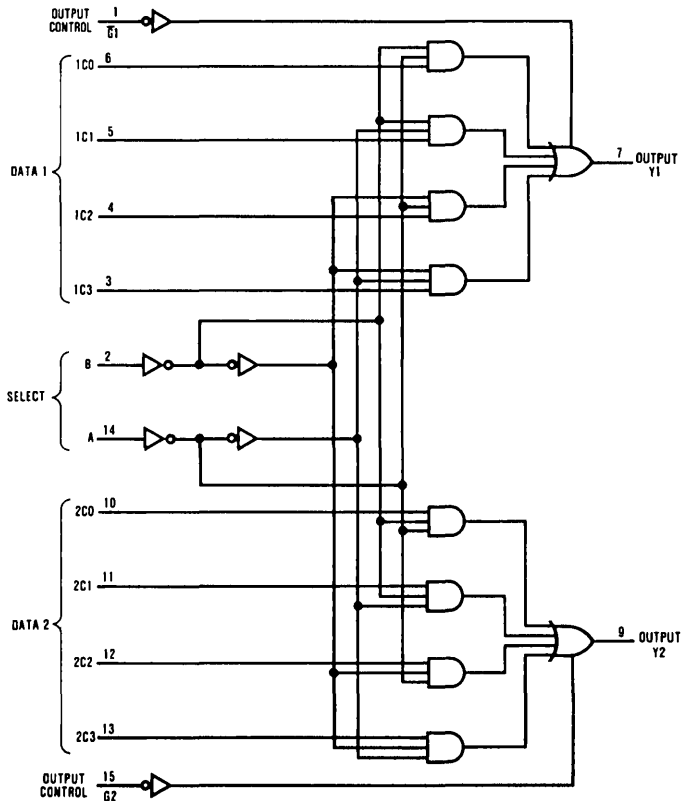 OUTPUT
CONTROL
1
G1
6
1C0
5
1C1
DATA 1
7
OUTPUT
Y1
4
1C2
3
1C3
2
B
SELECT
14
A
10
2C0
11
2C1
DATA 2
9
OUTPUT
Y2
12
2C2
13
2C3
OUTPUT
CONTROL
15
G2